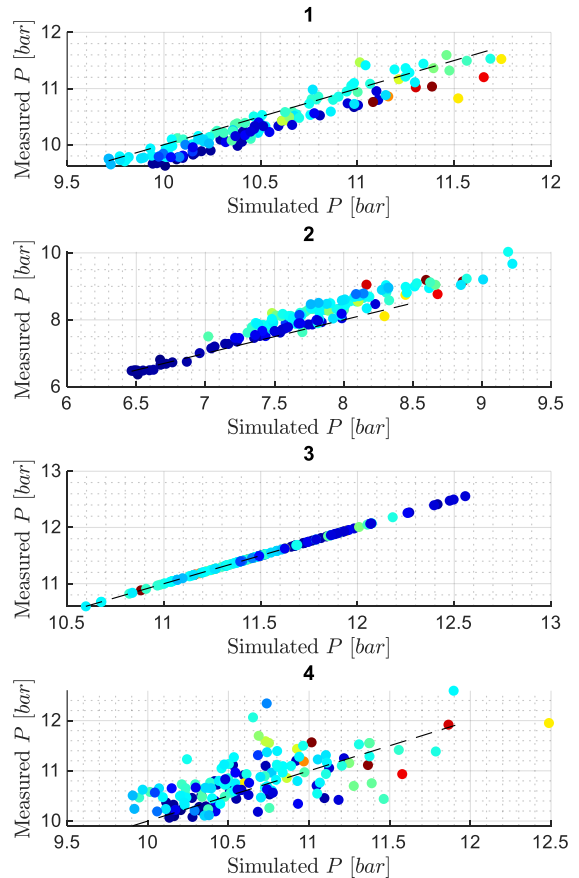 1
12
11
10
Measured P [bar]
9.5 10 10.5 11 11.5 12
Simulated P [bar]
2
10
8
6
Measured P [bar]
6 6.5 7 7.5 8 8.5 9 9.5
Simulated P [bar]
3
13
12
11
Measured P [bar]
10.5 11 11.5 12 12.5 13
Simulated P [bar]
4
12
11
10
Measured P [bar]
9.5 10 10.5 11 11.5 12 12.5
Simulated P [bar]